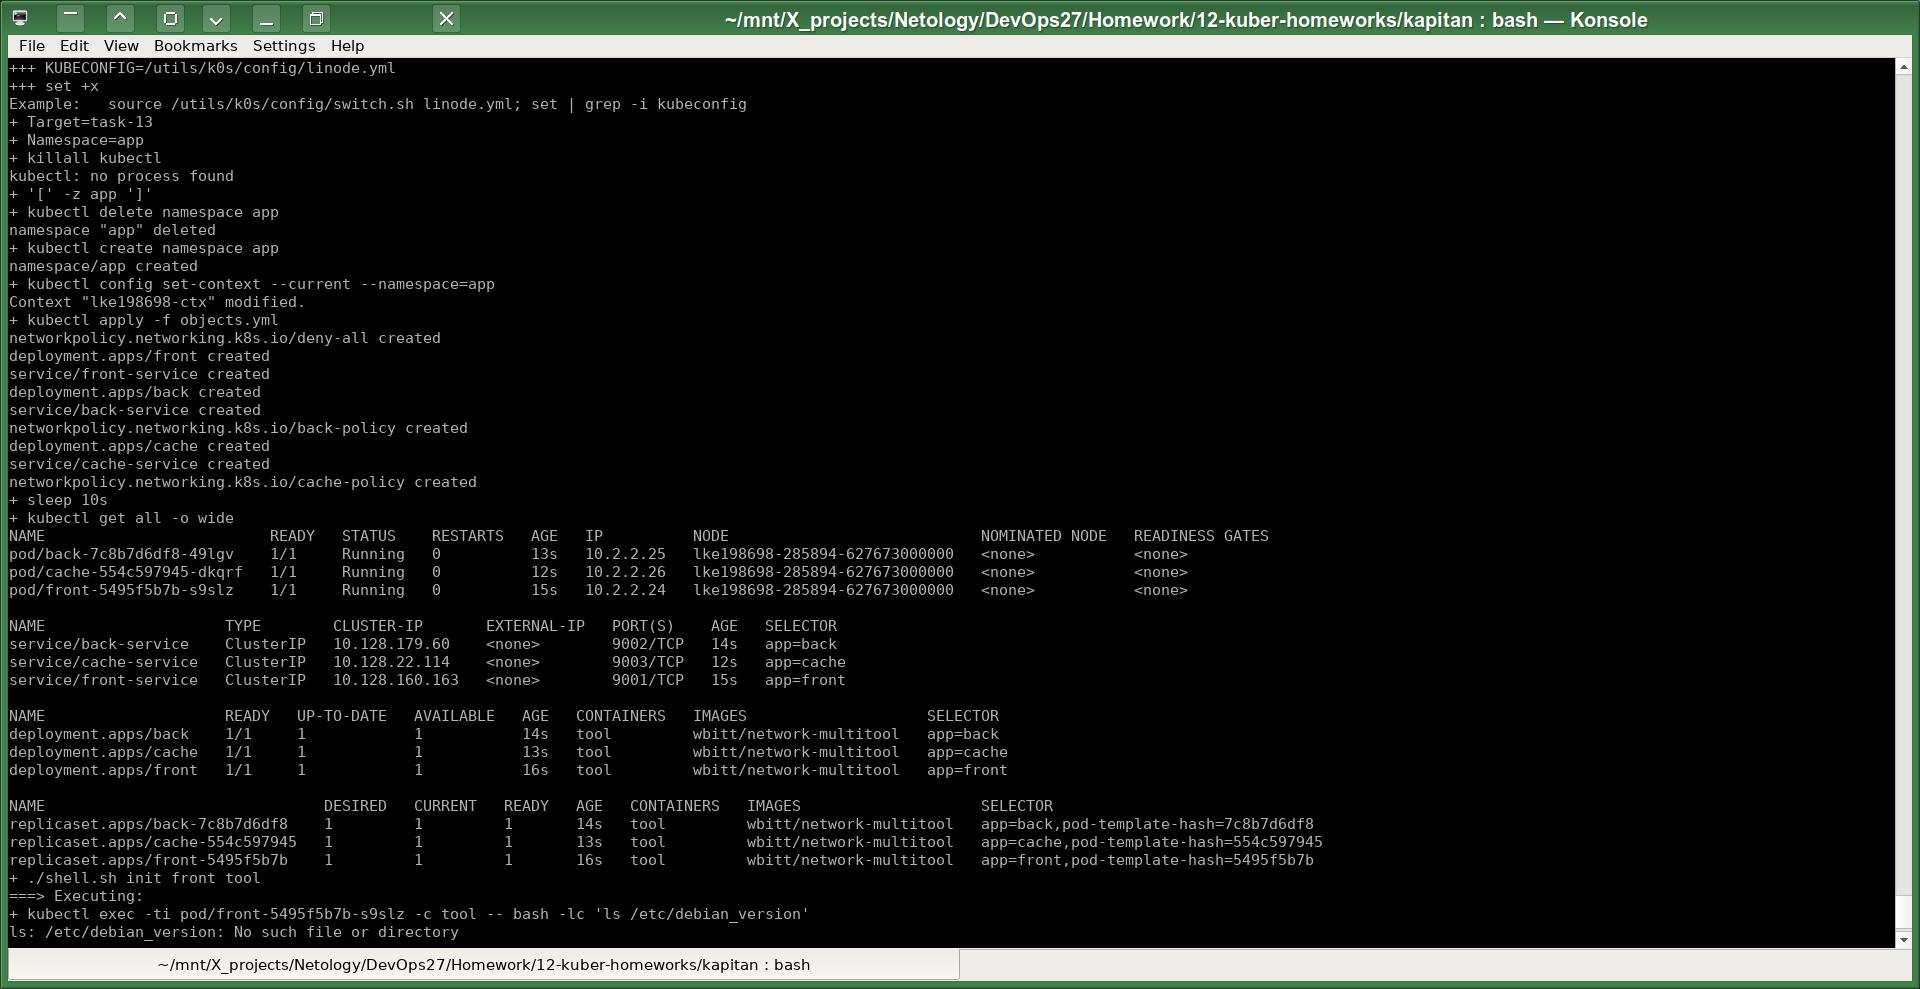 ~/mnt/X_projects/Netology/DevOps27/Homework/12-kuber-homeworks/kapitan : bash — Konsole
File Edit View Bookmarks Settings Help
+++ KUBECONFIG=/utils/k0s/config/linode.yml
+++ set +x
Example:   source /utils/k0s/config/switch.sh linode.yml; set | grep -i kubeconfig
+ Target=task-13
+ Namespace=app
+ killall kubectl
kubectl: no process found
+ '[' -z app ']'
+ kubectl delete namespace app
namespace "app" deleted
+ kubectl create namespace app
namespace/app created
+ kubectl config set-context --current --namespace=app
Context "lke198698-ctx" modified.
+ kubectl apply -f objects.yml
networkpolicy.networking.k8s.io/deny-all created
deployment.apps/front created
service/front-service created
deployment.apps/back created
service/back-service created
networkpolicy.networking.k8s.io/back-policy created
deployment.apps/cache created
service/cache-service created
networkpolicy.networking.k8s.io/cache-policy created
+ sleep 10s
+ kubectl get all -o wide
NAME                         READY   STATUS    RESTARTS   AGE   IP          NODE                            NOMINATED NODE   READINESS GATES
pod/back-7c8b7d6df8-49lgv    1/1     Running   0          13s   10.2.2.25   lke198698-285894-627673000000   <none>           <none>
pod/cache-554c597945-dkqrf   1/1     Running   0          12s   10.2.2.26   lke198698-285894-627673000000   <none>           <none>
pod/front-5495f5b7b-s9slz    1/1     Running   0          15s   10.2.2.24   lke198698-285894-627673000000   <none>           <none>
NAME                    TYPE        CLUSTER-IP       EXTERNAL-IP   PORT(S)    AGE   SELECTOR
service/back-service    ClusterIP   10.128.179.60    <none>        9002/TCP   14s   app=back
service/cache-service   ClusterIP   10.128.22.114    <none>        9003/TCP   12s   app=cache
service/front-service   ClusterIP   10.128.160.163   <none>        9001/TCP   15s   app=front
NAME                    READY   UP-TO-DATE   AVAILABLE   AGE   CONTAINERS   IMAGES                    SELECTOR
deployment.apps/back    1/1     1            1           14s   tool         wbitt/network-multitool   app=back
deployment.apps/cache   1/1     1            1           13s   tool         wbitt/network-multitool   app=cache
deployment.apps/front   1/1     1            1           16s   tool         wbitt/network-multitool   app=front
NAME                               DESIRED   CURRENT   READY   AGE   CONTAINERS   IMAGES                    SELECTOR
replicaset.apps/back-7c8b7d6df8    1         1         1       14s   tool         wbitt/network-multitool   app=back,pod-template-hash=7c8b7d6df8
replicaset.apps/cache-554c597945   1         1         1       13s   tool         wbitt/network-multitool   app=cache,pod-template-hash=554c597945
replicaset.apps/front-5495f5b7b    1         1         1       16s   tool         wbitt/network-multitool   app=front,pod-template-hash=5495f5b7b
+ ./shell.sh init front tool
===> Executing:
+ kubectl exec -ti pod/front-5495f5b7b-s9slz -c tool -- bash -lc 'ls /etc/debian_version'
ls: /etc/debian_version: No such file or directory
~/mnt/X_projects/Netology/DevOps27/Homework/12-kuber-homeworks/kapitan : bash